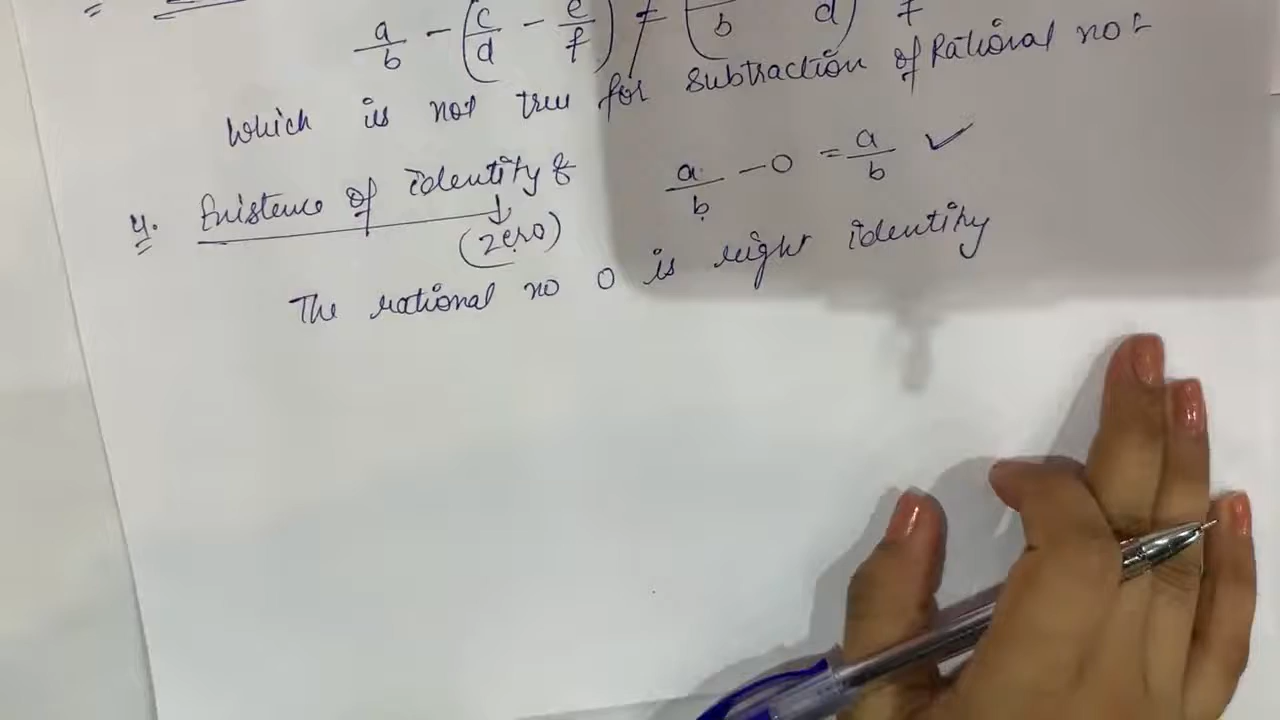 a/b - (c/d - e/f) ≠ ( b d) f
Which is not true for subtraction of Rational no
4. Existence of identity &
(zero)
a/b - 0 = a/b ✓
The rational no 0 is right identity